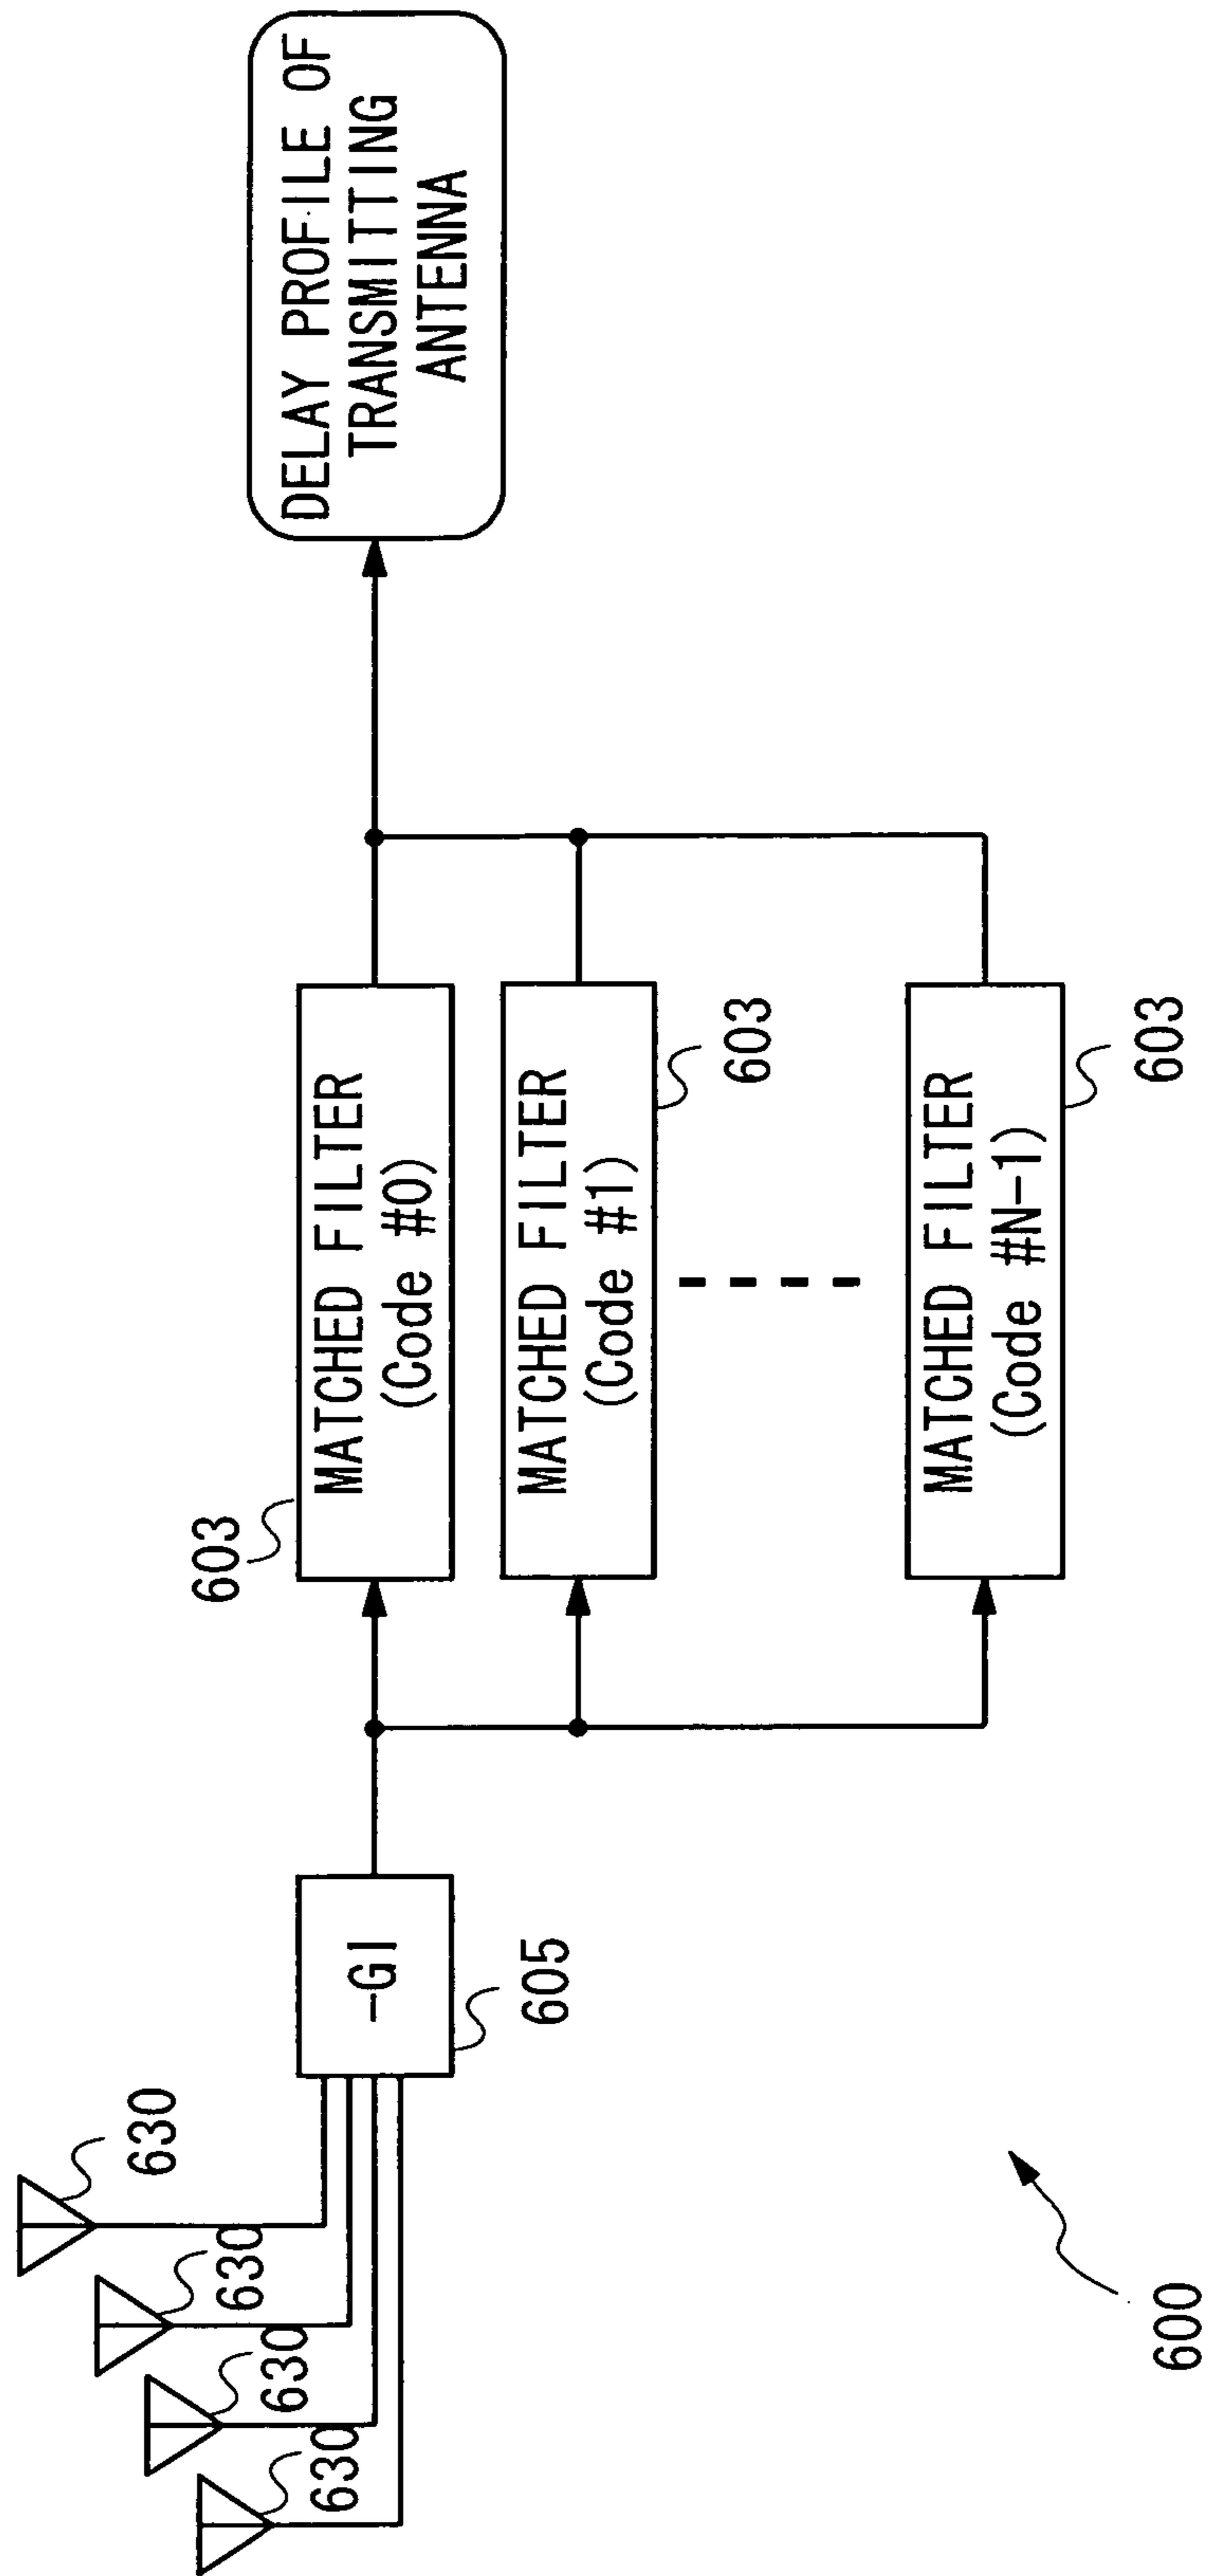 630
630
630
630
-GI
605
603
MATCHED FILTER
(Code #0)
MATCHED FILTER
(Code #1)
603
MATCHED FILTER
(Code #N-1)
603
DELAY PROFILE OF
TRANSMITTING
ANTENNA
600